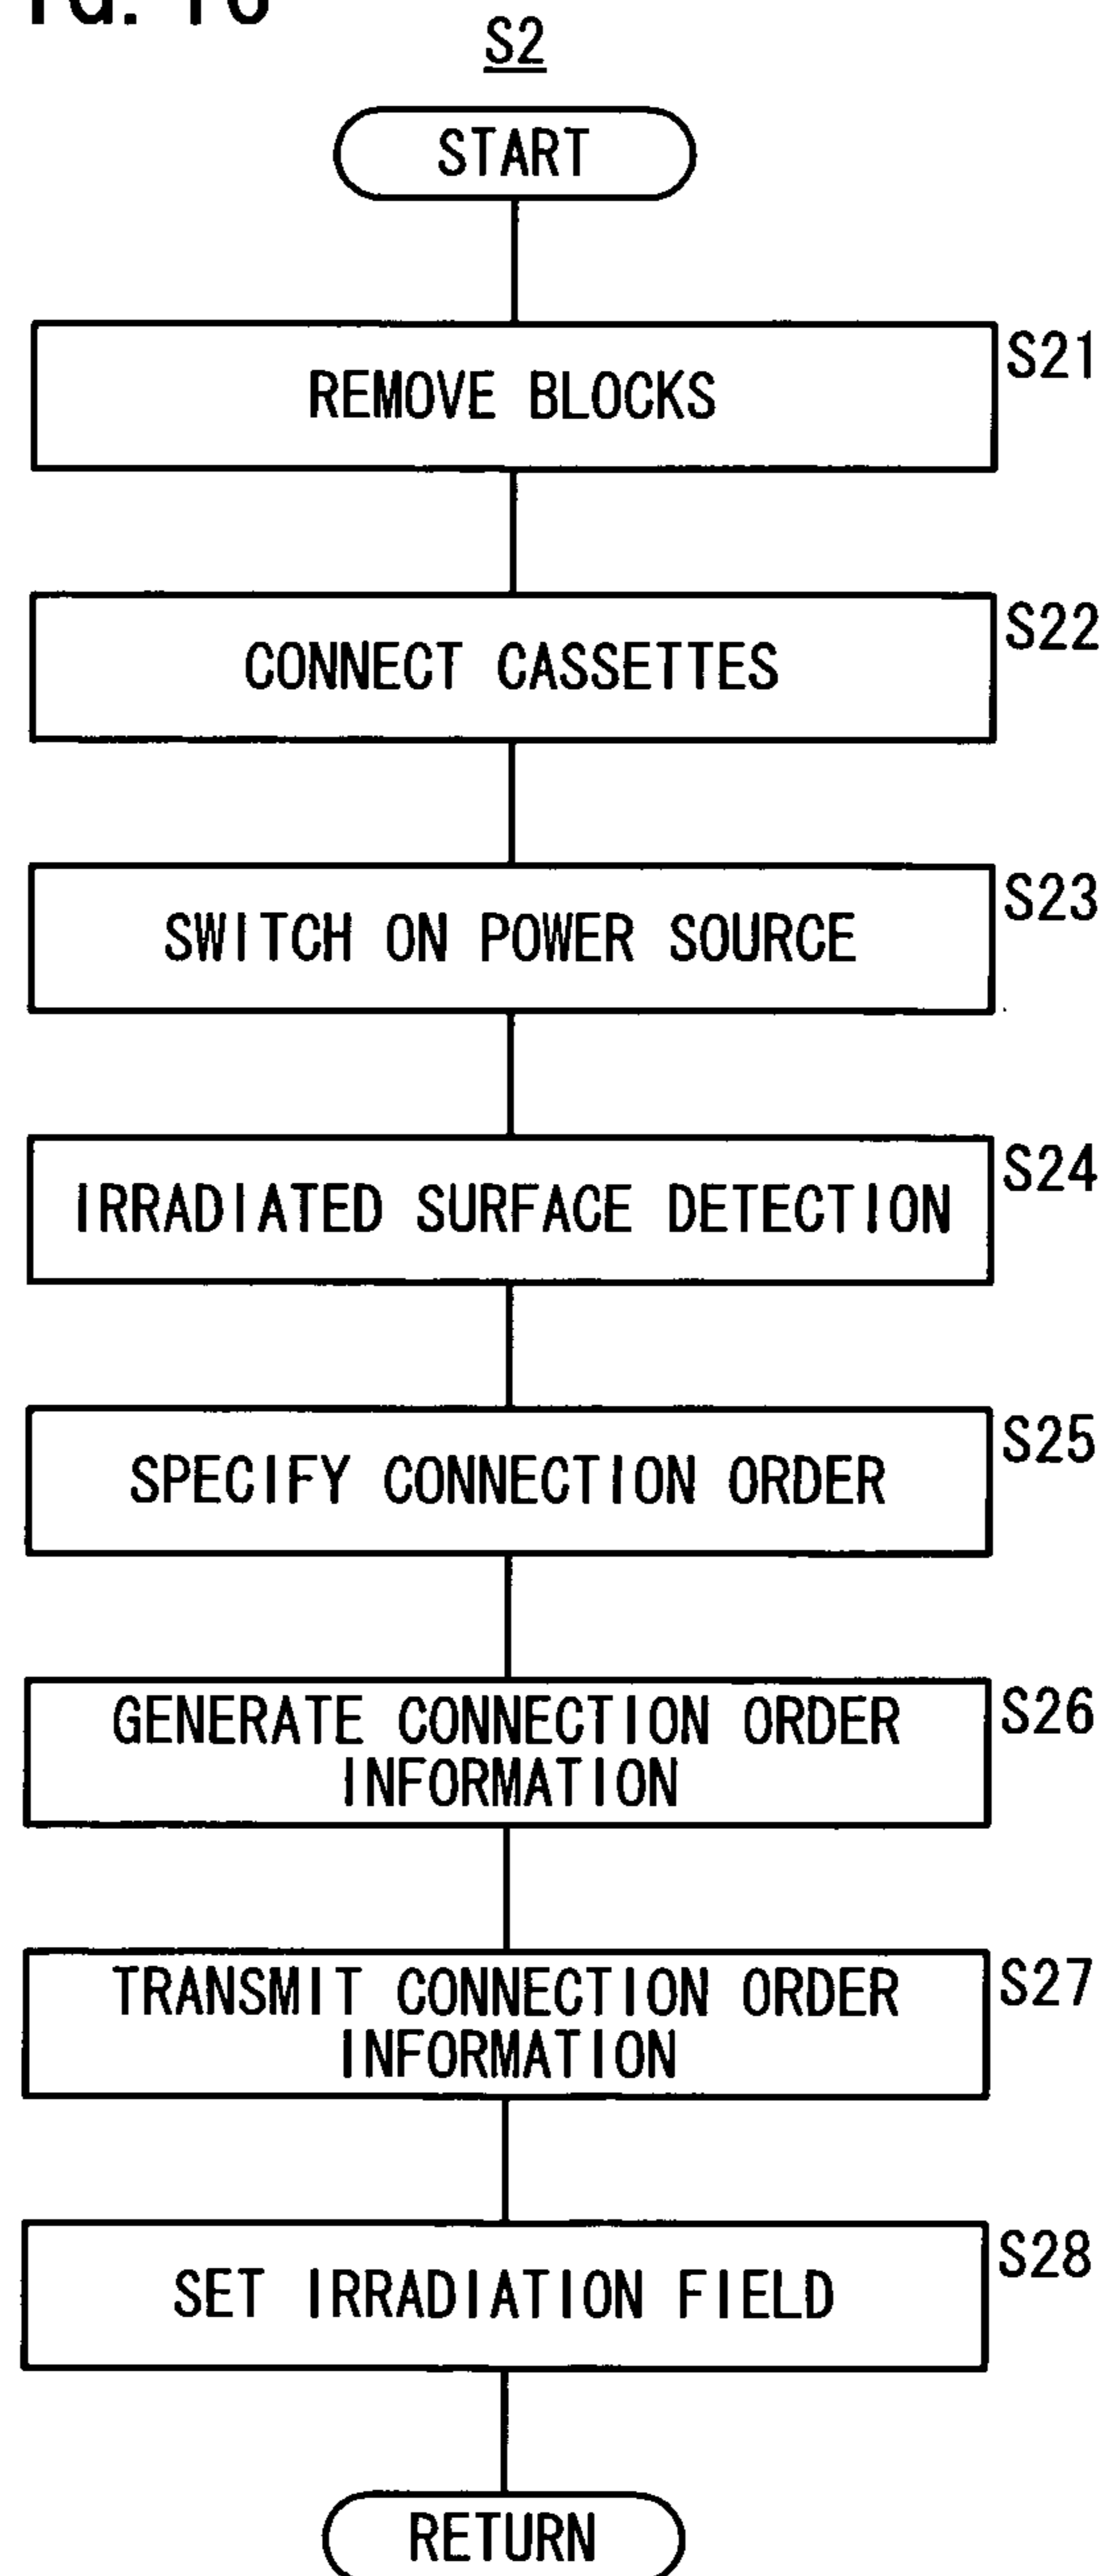 S2
START
REMOVE BLOCKS
S21
CONNECT CASSETTES
S22
SWITCH ON POWER SOURCE
S23
IRRADIATED SURFACE DETECTION
S24
SPECIFY CONNECTION ORDER
S25
GENERATE CONNECTION ORDER
INFORMATION
S26
TRANSMIT CONNECTION ORDER
INFORMATION
S27
SET IRRADIATION FIELD
S28
RETURN